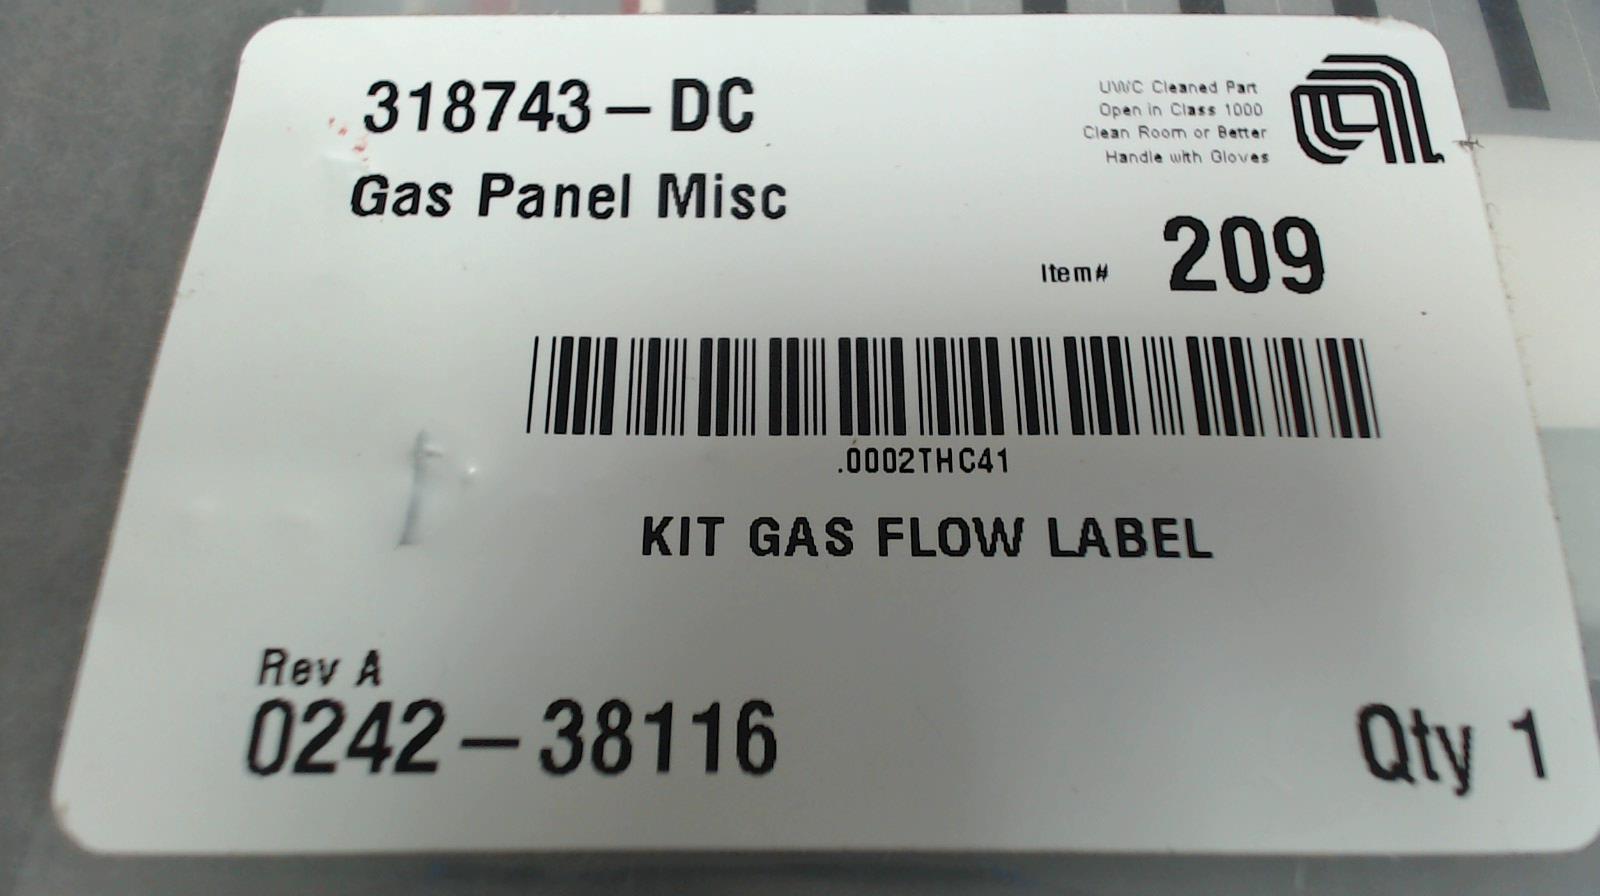 318743-DC
Gas Panel Misc
UWC Cleaned Part
Open in Class 1000
Clean Room or Better
Handle with Gloves
Item# 209
.0002THC41
KIT GAS FLOW LABEL
Rev A
0242-38116
Qty 1